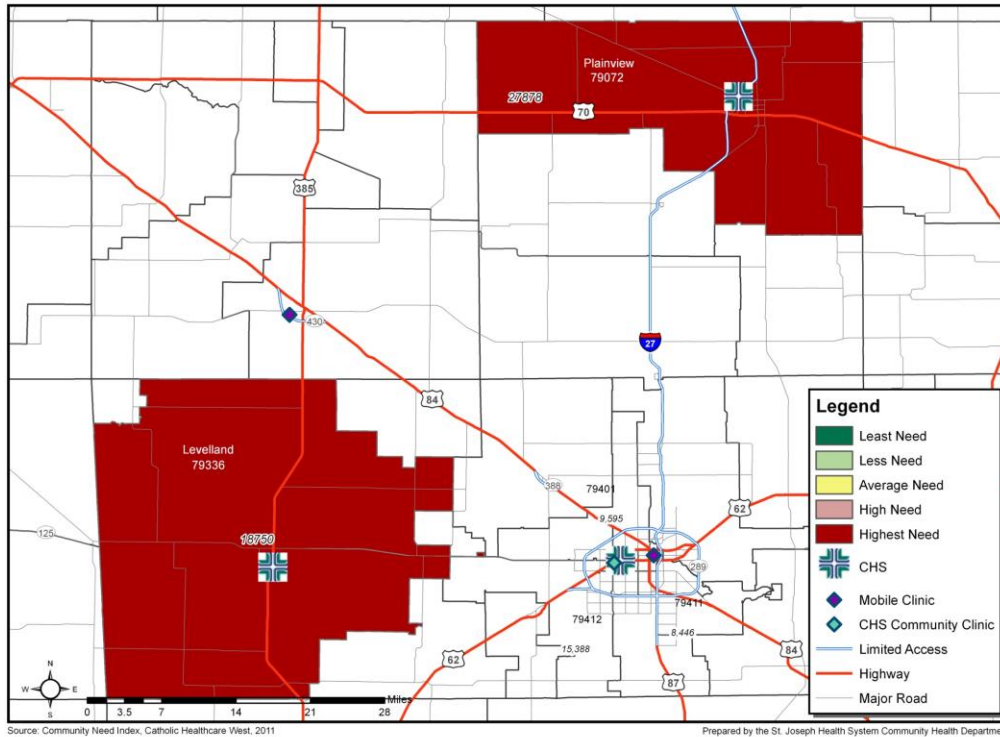 Plainview
79072
27878
70
385
430
27
84
Levelland
79336
388
79401
9,595
62
125
18750
289
79411
79412
8,446
15,388
62
84
87
N
W E
S
Miles
0 3.5 7 14 21 28
Legend
Least Need
Less Need
Average Need
High Need
Highest Need
CHS
Mobile Clinic
CHS Community Clinic
Limited Access
Highway
Major Road
Source: Community Need Index, Catholic Healthcare West, 2011
Prepared by the St. Joseph Health System Community Health Departme